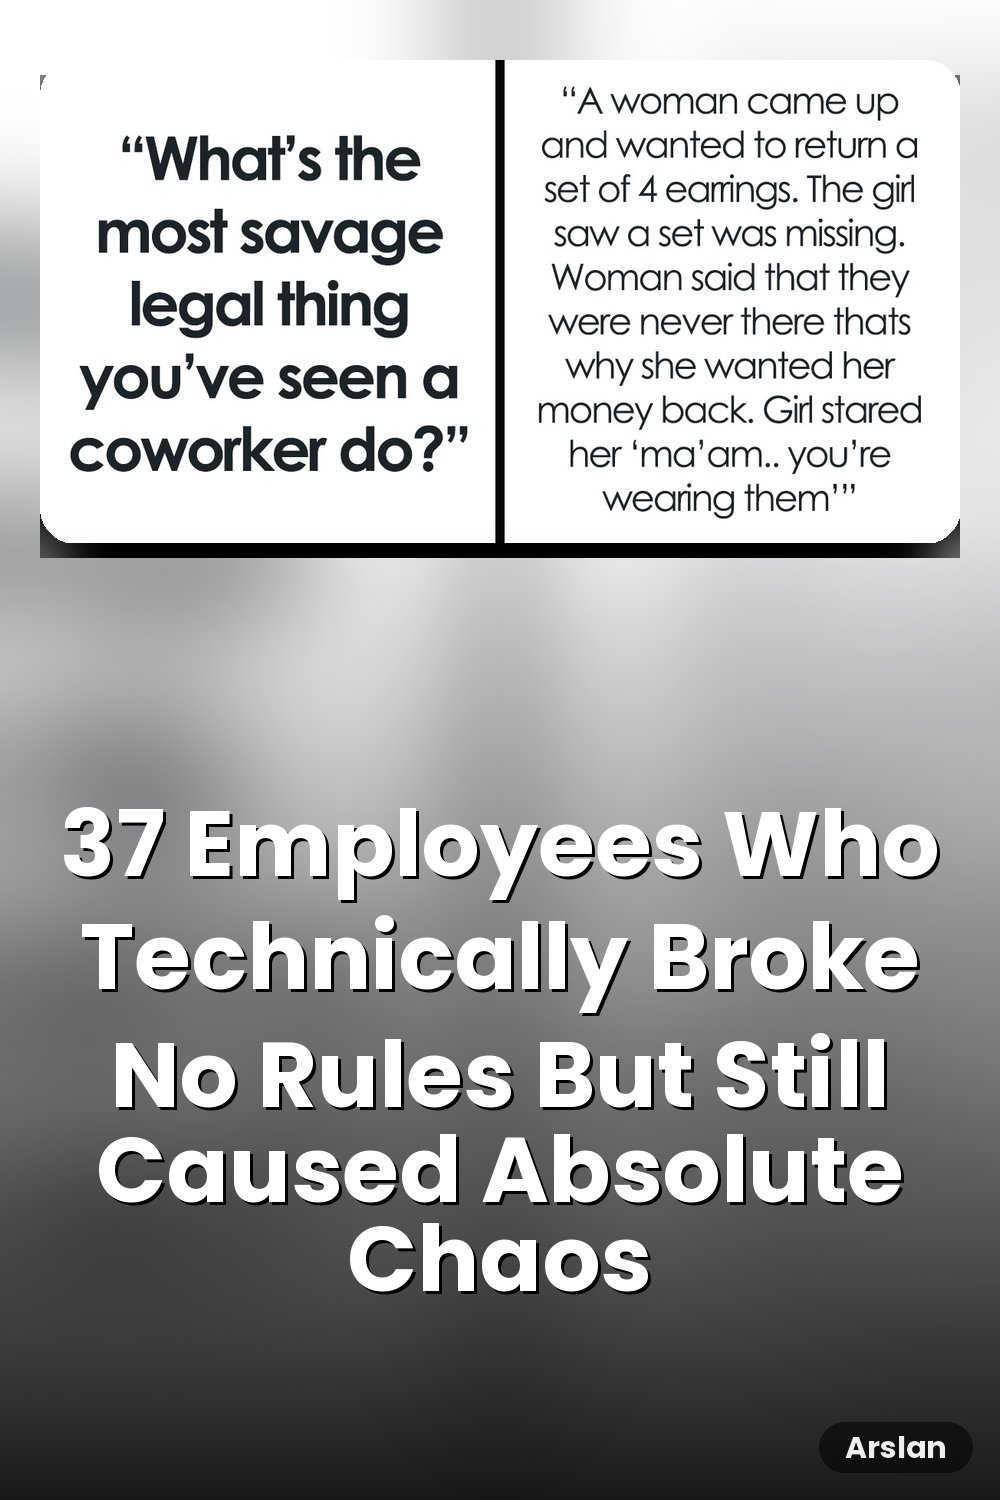 “What’s the
most savage
legal thing
you’ve seen a
coworker do?”
“A woman came up
and wanted to return a
set of 4 earrings. The girl
saw a set was missing.
Woman said that they
were never there thats
why she wanted her
money back. Girl stared
her ‘ma’am.. you’re
wearing them’”
37 Employees Who
Technically Broke
No Rules But Still
Caused Absolute
Chaos
Arslan